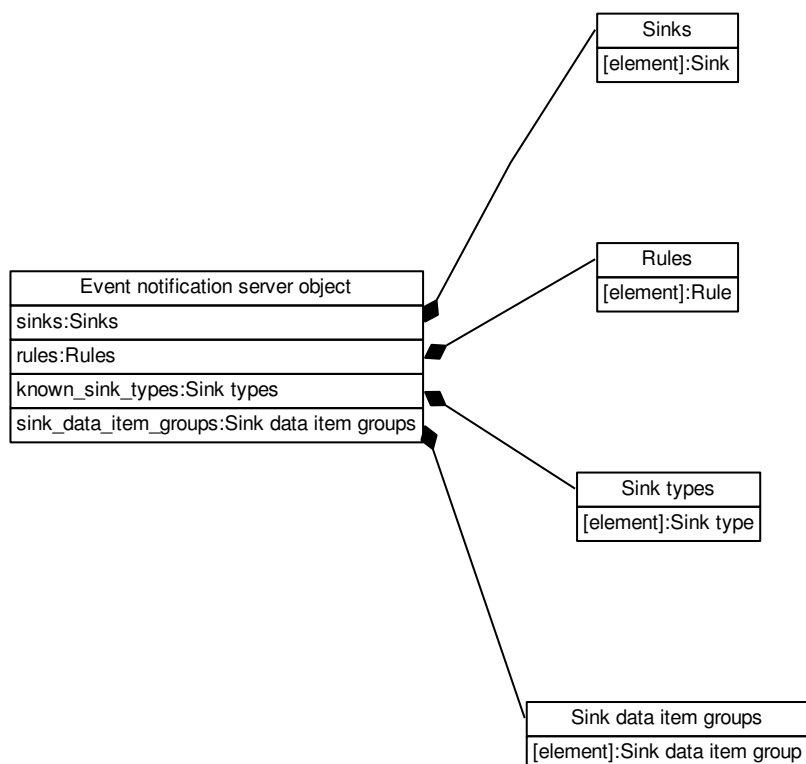 Sinks
[element]:Sink
Rules
[element]:Rule
Event notification server object
sinks:Sinks
rules:Rules
known_sink_types:Sink types
sink_data_item_groups:Sink data item groups
Sink types
[element]:Sink type
Sink data item groups
[element]:Sink data item group